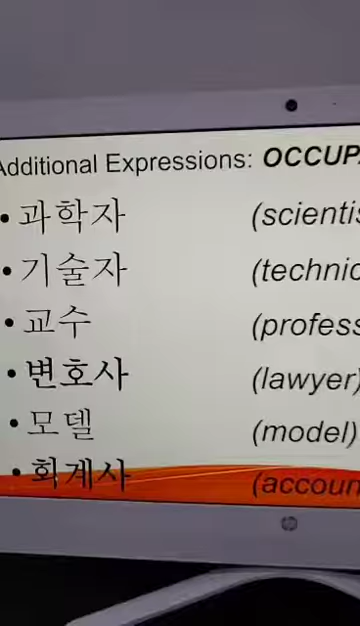 Additional Expressions: OCCUP
• 과학자 (scientis
• 기술자 (technic
• 교수 (profess
• 변호사 (lawyer)
• 모델 (model)
• 회계사 (accoun
hp